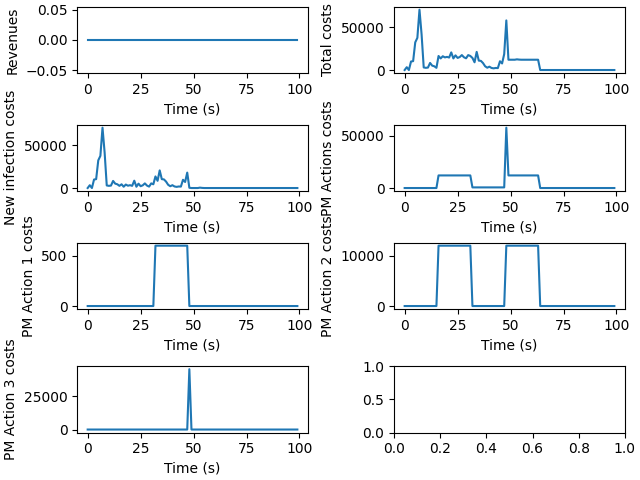 Revenues
0.05
0.00
−0.05
0 25 50 75 100
Time (s)
Total costs
50000
0
0 25 50 75 100
Time (s)
New infection costs
50000
0
0 25 50 75 100
Time (s)
PM Actions costs
50000
0
0 25 50 75 100
Time (s)
PM Action 1 costs
500
0
0 25 50 75 100
Time (s)
PM Action 2 costs
10000
0
0 25 50 75 100
Time (s)
PM Action 3 costs
25000
0
0 25 50 75 100
Time (s)
1.0
0.5
0.0
0.0 0.2 0.4 0.6 0.8 1.0